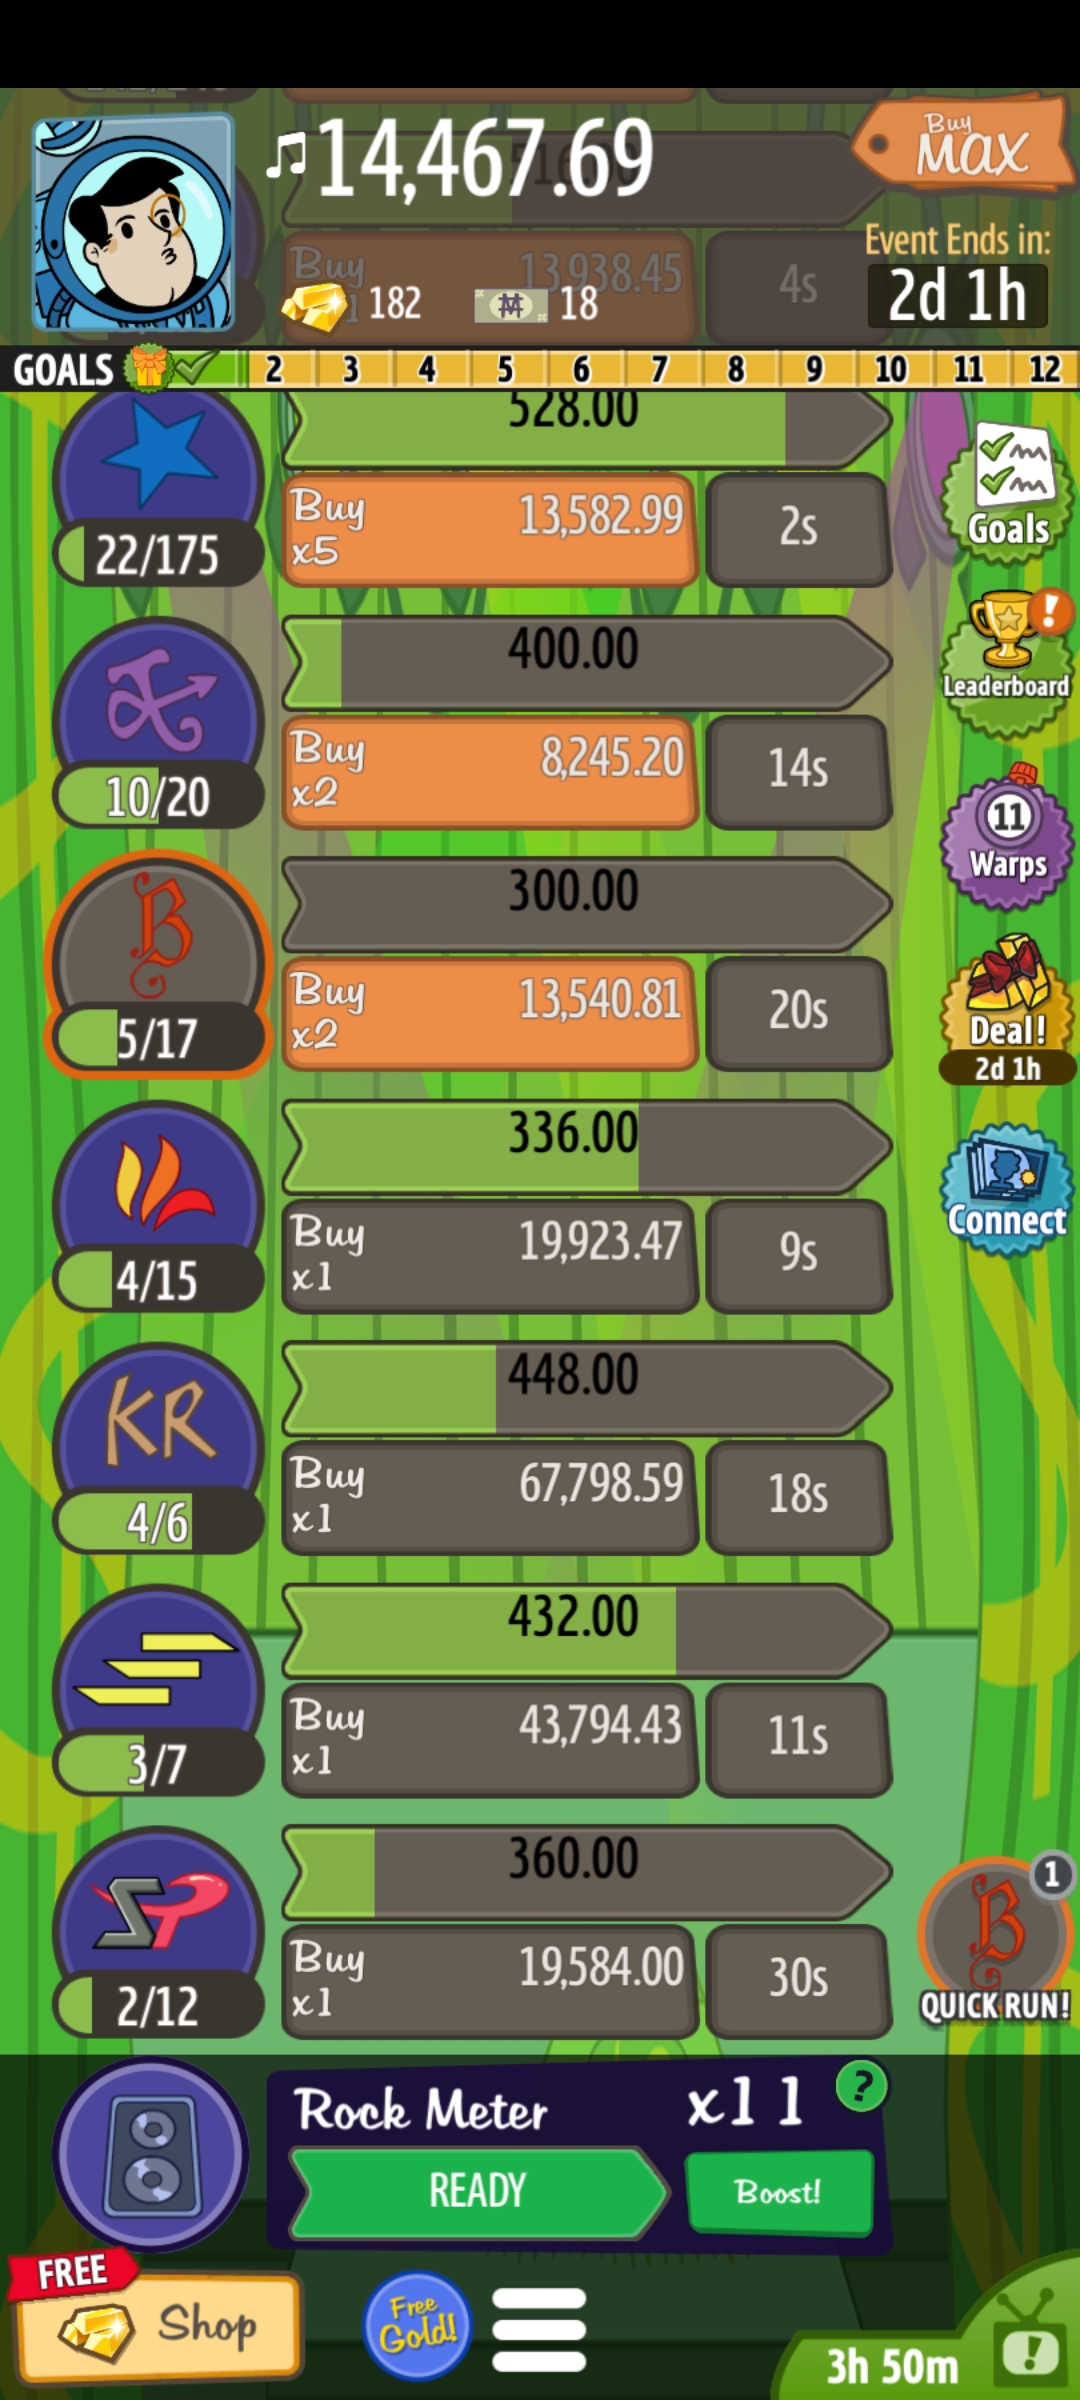 14,467.69
Buy
MAX
Event Ends in:
2d 1h
Buy
13,938.45
4s
182
18
GOALS 2 3 4 5 6 7 8 9 10 11 12
528.00
Buy
x5
13,582.99
2s
22/175
Goals
400.00
Buy
x2
8,245.20
14s
10/20
Leaderboard
300.00
Buy
x2
13,540.81
20s
B
5/17
11
Warps
Deal!
2d 1h
336.00
Buy
x1
19,923.47
9s
4/15
Connect
448.00
Buy
x1
67,798.59
18s
KR
4/6
432.00
Buy
x1
43,794.43
11s
3/7
360.00
Buy
x1
19,584.00
30s
SP
2/12
1
B
QUICK RUN!
Rock Meter
x11
?
READY
Boost!
FREE
Shop
Free
Gold!
3h 50m